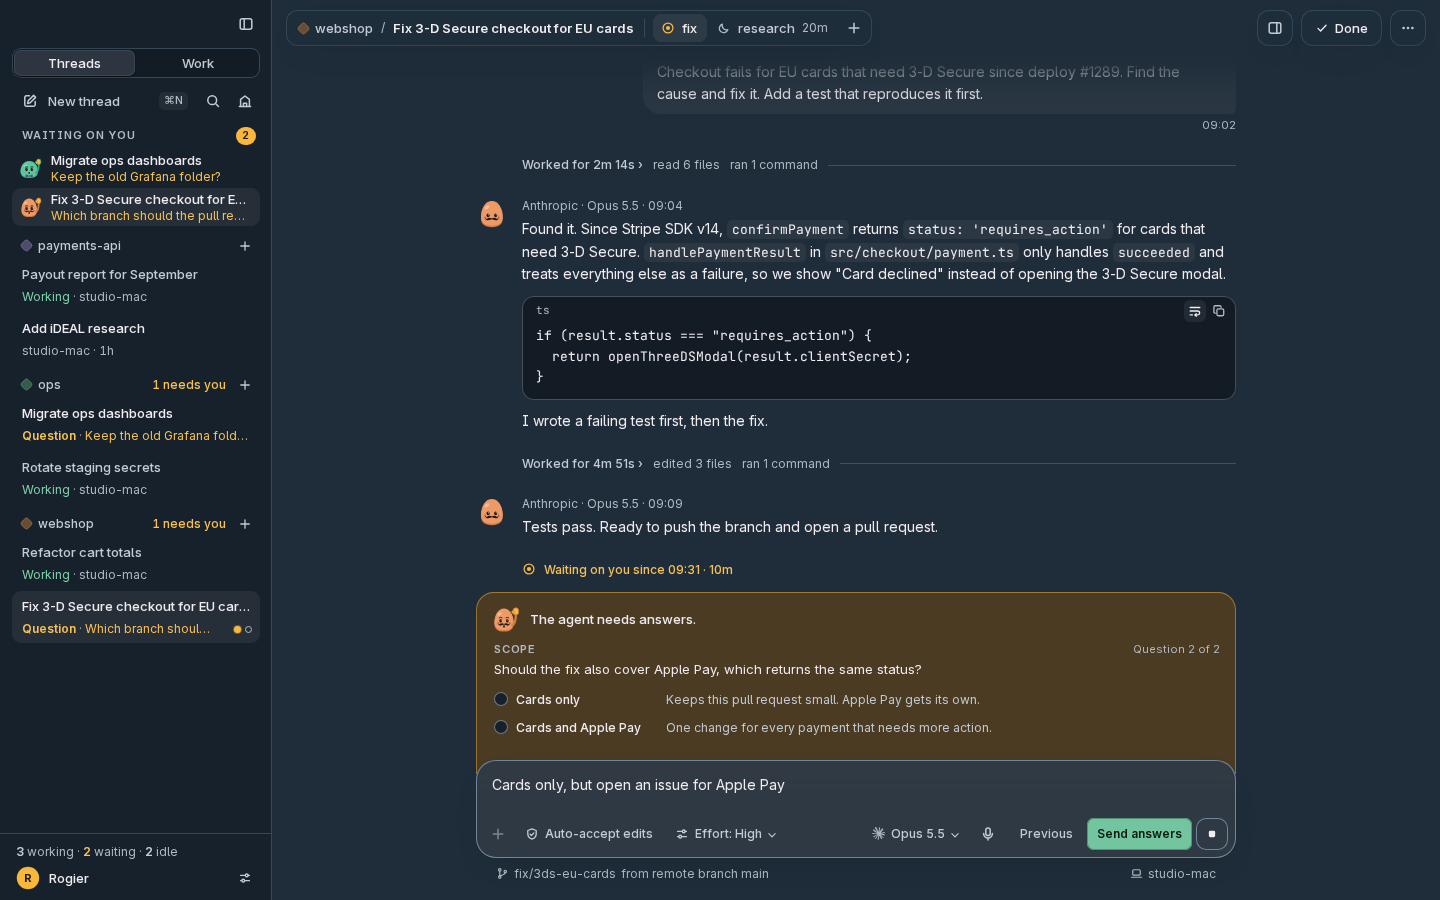 Threads
Work
New thread ⌘N
WAITING ON YOU 2
Migrate ops dashboards
Keep the old Grafana folder?
Fix 3-D Secure checkout for E…
Which branch should the pull re…
payments-api
Payout report for September
Working · studio-mac
Add iDEAL research
studio-mac · 1h
ops 1 needs you
Migrate ops dashboards
Question · Keep the old Grafana fold…
Rotate staging secrets
Working · studio-mac
webshop 1 needs you
Refactor cart totals
Working · studio-mac
Fix 3-D Secure checkout for EU car…
Question · Which branch shoul…
3 working · 2 waiting · 2 idle
R Rogier
webshop / Fix 3-D Secure checkout for EU cards fix research 20m
Done
Checkout fails for EU cards that need 3-D Secure since deploy #1289. Find the
cause and fix it. Add a test that reproduces it first.
09:02
Worked for 2m 14s › read 6 files ran 1 command
Anthropic · Opus 5.5 · 09:04
Found it. Since Stripe SDK v14, confirmPayment returns status: 'requires_action' for cards that
need 3-D Secure. handlePaymentResult in src/checkout/payment.ts only handles succeeded and
treats everything else as a failure, so we show "Card declined" instead of opening the 3-D Secure modal.
ts
if (result.status === "requires_action") {
return openThreeDSModal(result.clientSecret);
}
I wrote a failing test first, then the fix.
Worked for 4m 51s › edited 3 files ran 1 command
Anthropic · Opus 5.5 · 09:09
Tests pass. Ready to push the branch and open a pull request.
Waiting on you since 09:31 · 10m
The agent needs answers.
SCOPE Question 2 of 2
Should the fix also cover Apple Pay, which returns the same status?
Cards only Keeps this pull request small. Apple Pay gets its own.
Cards and Apple Pay One change for every payment that needs more action.
Cards only, but open an issue for Apple Pay
Auto-accept edits Effort: High Opus 5.5 Previous Send answers
fix/3ds-eu-cards from remote branch main studio-mac